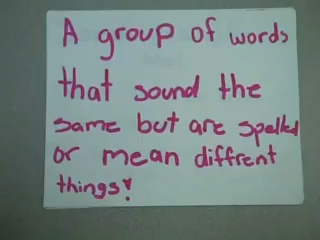 A group of words
that sound the
same but are spelled
or mean diffrent
things!